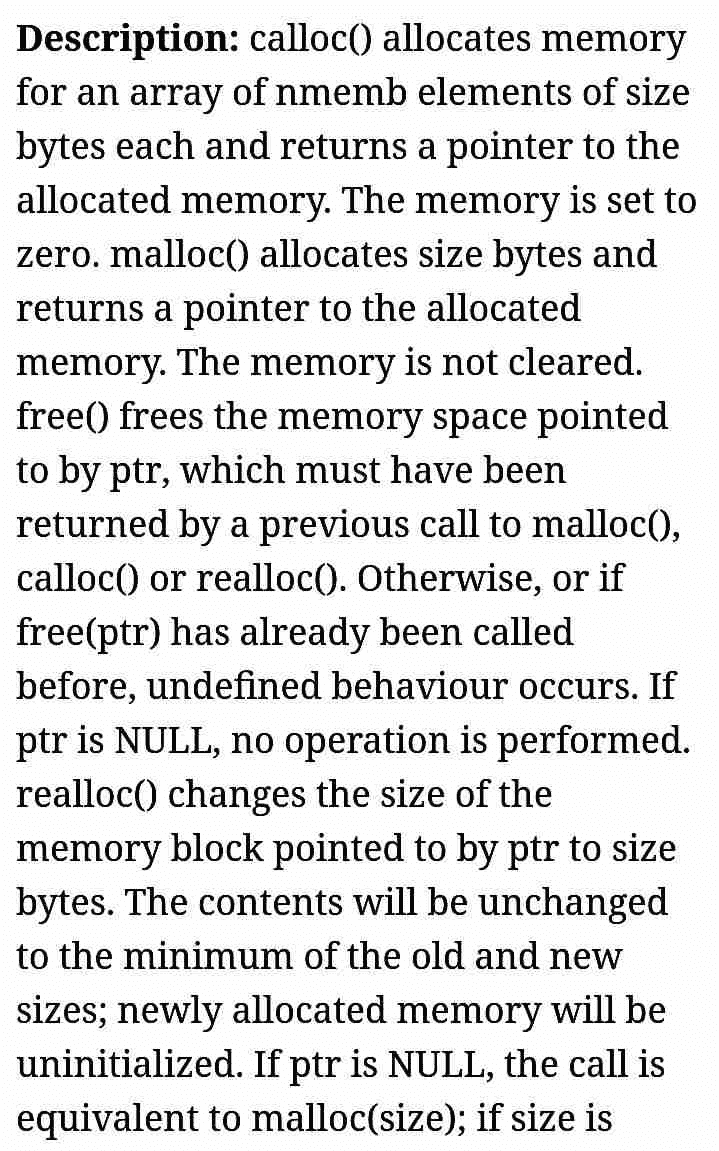 Description: calloc() allocates memory
for an array of nmemb elements of size
bytes each and returns a pointer to the
allocated memory. The memory is set to
zero. malloc() allocates size bytes and
returns a pointer to the allocated
memory. The memory is not cleared.
free() frees the memory space pointed
to by ptr, which must have been
returned by a previous call to malloc(),
calloc() or realloc(). Otherwise, or if
free(ptr) has already been called
before, undefined behaviour occurs. If
ptr is NULL, no operation is performed.
realloc() changes the size of the
memory block pointed to by ptr to size
bytes. The contents will be unchanged
to the minimum of the old and new
sizes; newly allocated memory will be
uninitialized. If ptr is NULL, the call is
equivalent to malloc(size); if size is